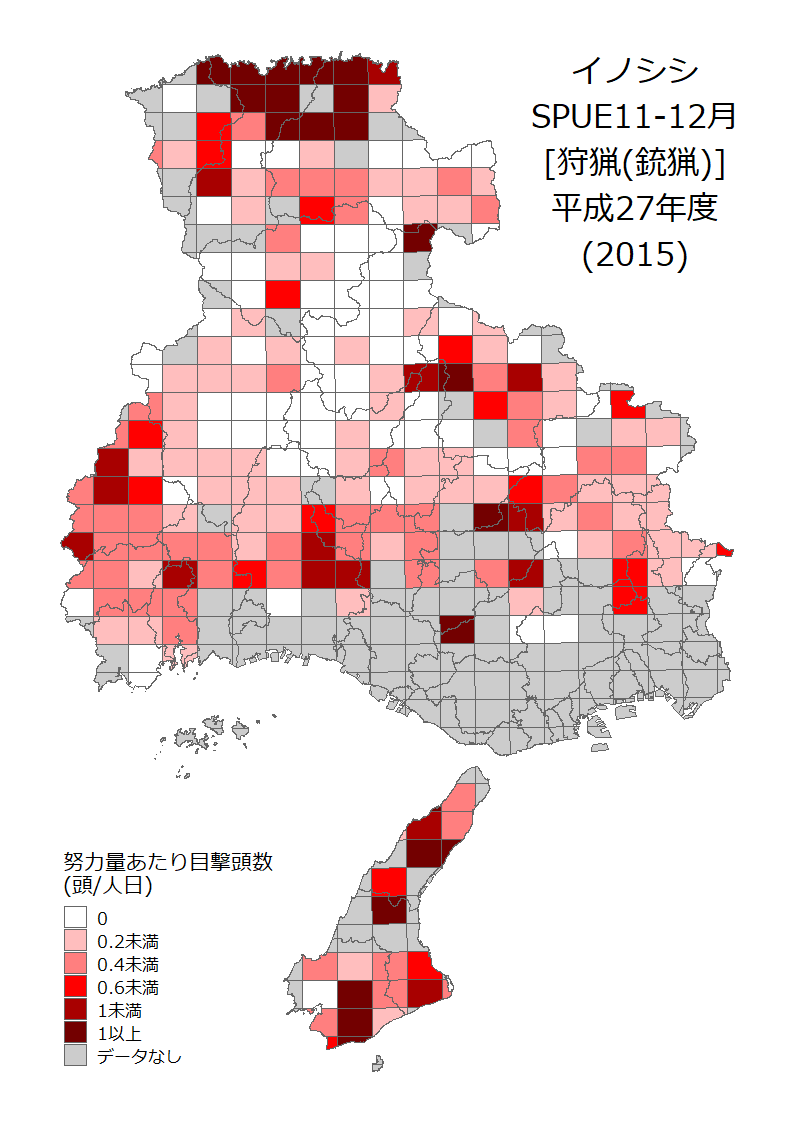 イノシシ
SPUE11-12月
[狩猟(銃猟)]
平成27年度
(2015)
努力量あたり目撃頭数
(頭/人日)
0
0.2未満
0.4未満
0.6未満
1未満
1以上
データなし